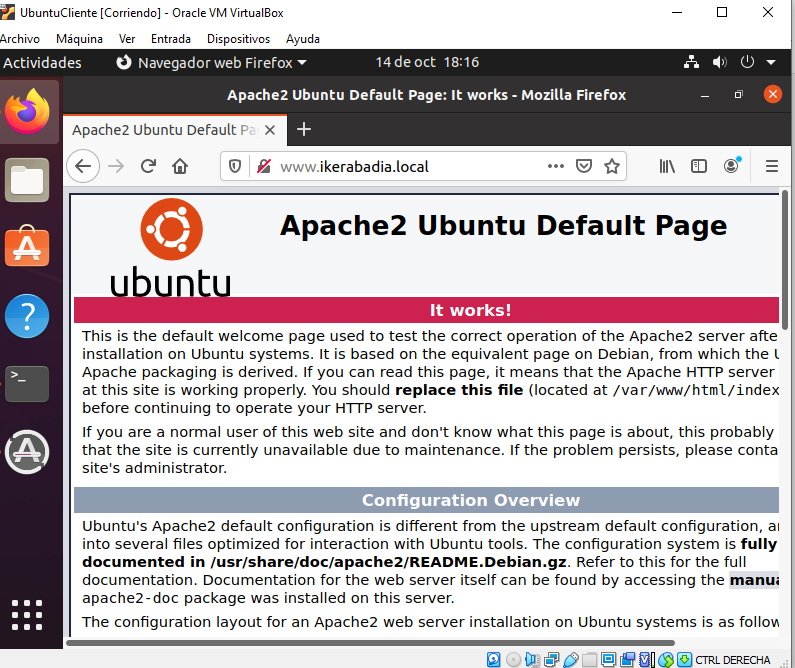 UbuntuCliente [Corriendo] - Oracle VM VirtualBox
Archivo Máquina Ver Entrada Dispositivos Ayuda
Actividades Navegador web Firefox 14 de oct 18:16
Apache2 Ubuntu Default Page: It works - Mozilla Firefox
Apache2 Ubuntu Default Pa
www.ikerabadia.local
ubuntu
Apache2 Ubuntu Default Page
It works!
This is the default welcome page used to test the correct operation of the Apache2 server afte
installation on Ubuntu systems. It is based on the equivalent page on Debian, from which the U
Apache packaging is derived. If you can read this page, it means that the Apache HTTP server
at this site is working properly. You should replace this file (located at /var/www/html/index
before continuing to operate your HTTP server.
If you are a normal user of this web site and don't know what this page is about, this probably
that the site is currently unavailable due to maintenance. If the problem persists, please conta
site's administrator.
Configuration Overview
Ubuntu's Apache2 default configuration is different from the upstream default configuration, an
into several files optimized for interaction with Ubuntu tools. The configuration system is fully
documented in /usr/share/doc/apache2/README.Debian.gz. Refer to this for the full
documentation. Documentation for the web server itself can be found by accessing the manua
apache2-doc package was installed on this server.
The configuration layout for an Apache2 web server installation on Ubuntu systems is as follow
CTRL DERECHA